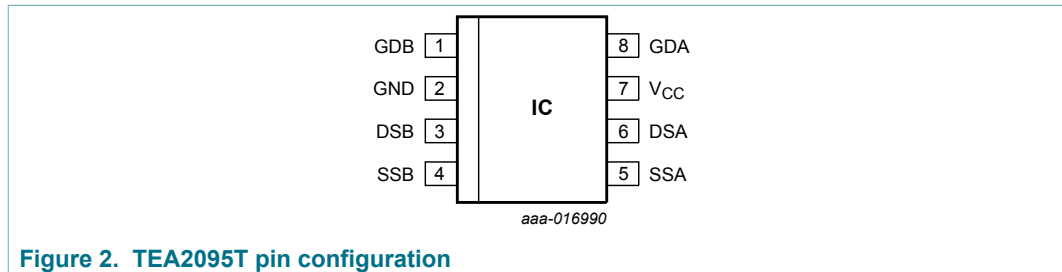 GDB 1 8 GDA
GND 2 IC 7 VCC
DSB 3 6 DSA
SSB 4 5 SSA
aaa-016990
Figure 2. TEA2095T pin configuration